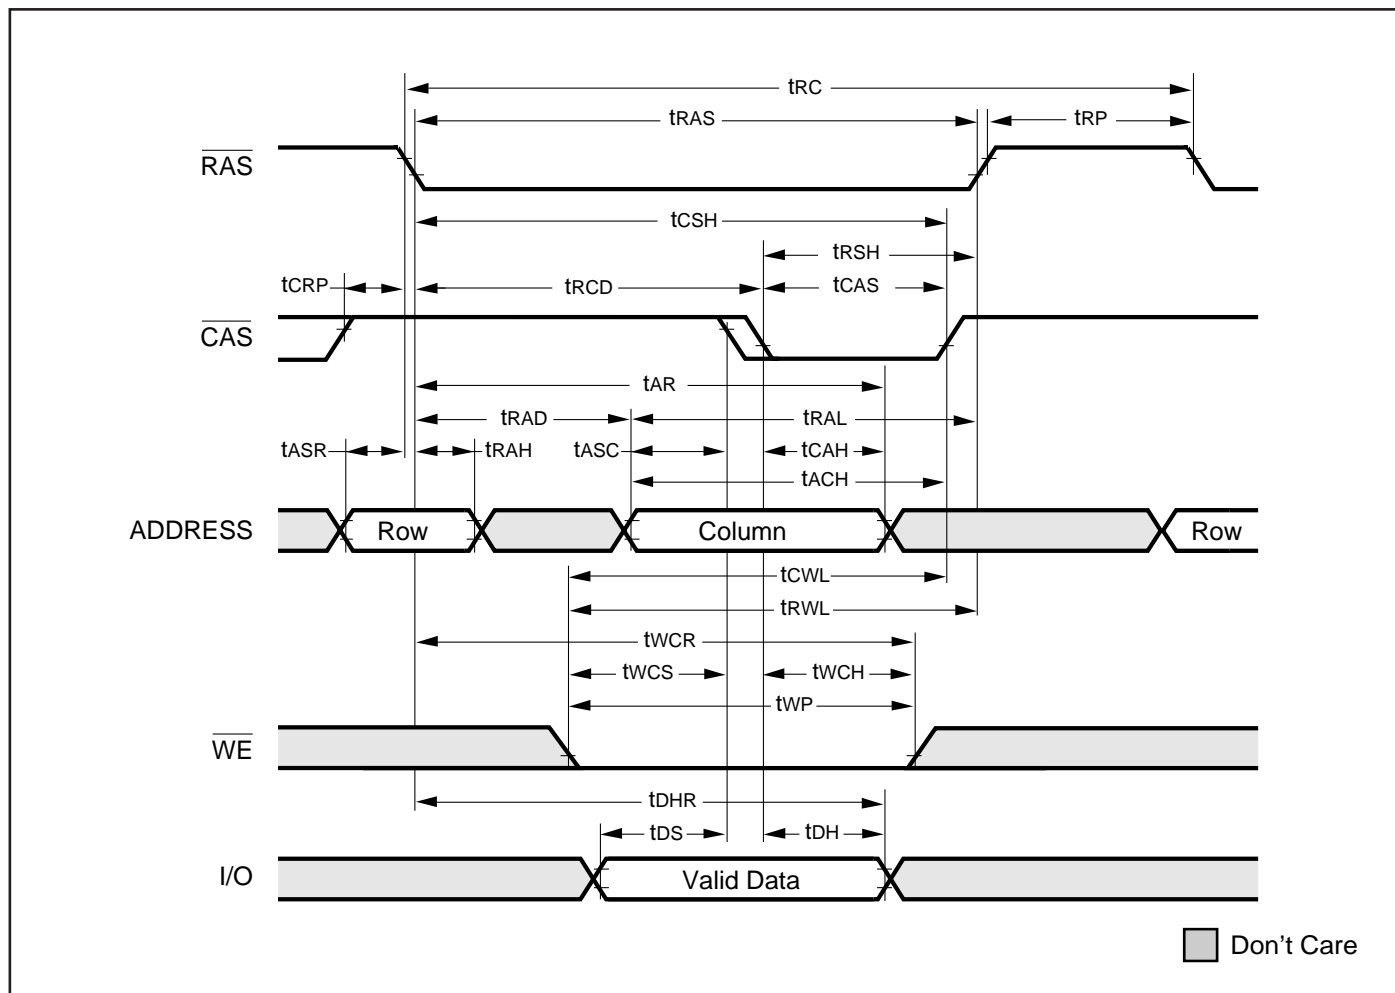 tRC
tRAS
tRP
RAS
tCSH
tRSH
tCRP
tRCD
tCAS
CAS
tAR
tRAD
tRAL
tASR
tRAH
tASC
tCAH
tACH
ADDRESS
Row
Column
Row
tCWL
tRWL
tWCR
tWCS
tWCH
tWP
WE
tDHR
tDS
tDH
I/O
Valid Data
Don't Care